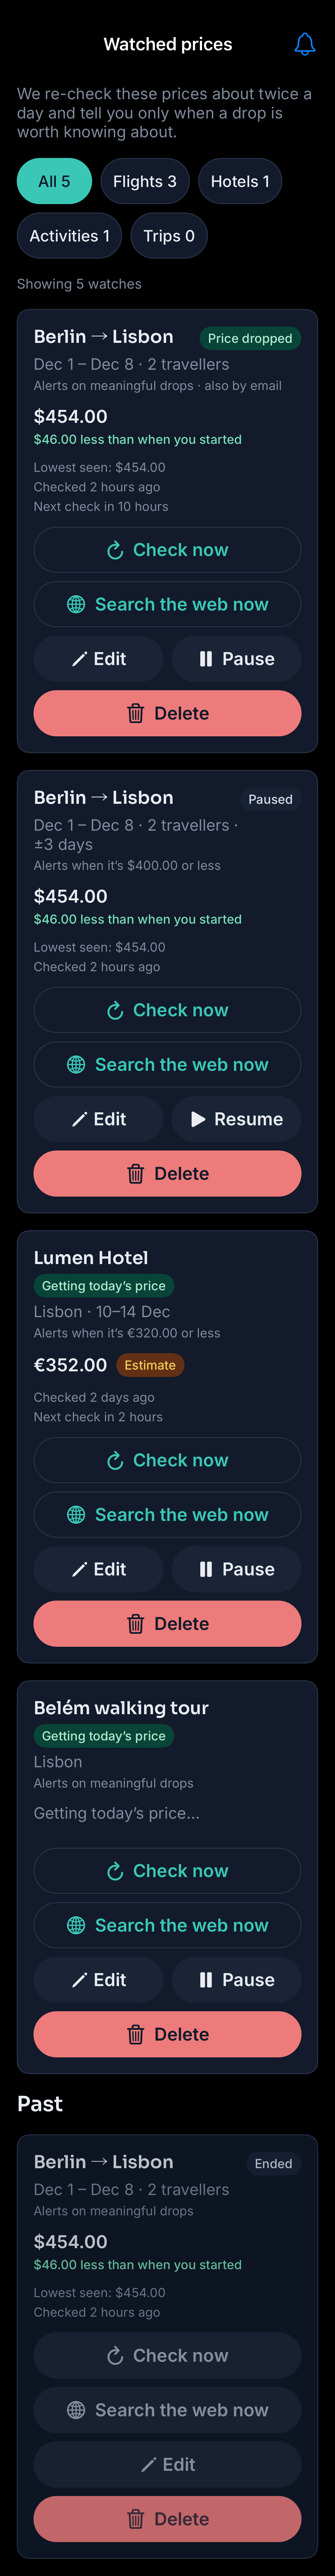 Watched prices
We re-check these prices about twice a
day and tell you only when a drop is
worth knowing about.
All 5
Flights 3
Hotels 1
Activities 1
Trips 0
Showing 5 watches
Berlin → Lisbon
Price dropped
Dec 1 – Dec 8 · 2 travellers
Alerts on meaningful drops · also by email
$454.00
$46.00 less than when you started
Lowest seen: $454.00
Checked 2 hours ago
Next check in 10 hours
Check now
Search the web now
Edit
Pause
Delete
Berlin → Lisbon
Paused
Dec 1 – Dec 8 · 2 travellers ·
±3 days
Alerts when it’s $400.00 or less
$454.00
$46.00 less than when you started
Lowest seen: $454.00
Checked 2 hours ago
Check now
Search the web now
Edit
Resume
Delete
Lumen Hotel
Getting today’s price
Lisbon · 10–14 Dec
Alerts when it’s €320.00 or less
€352.00
Estimate
Checked 2 days ago
Next check in 2 hours
Check now
Search the web now
Edit
Pause
Delete
Belém walking tour
Getting today’s price
Lisbon
Alerts on meaningful drops
Getting today’s price…
Check now
Search the web now
Edit
Pause
Delete
Past
Berlin → Lisbon
Ended
Dec 1 – Dec 8 · 2 travellers
Alerts on meaningful drops
$454.00
$46.00 less than when you started
Lowest seen: $454.00
Checked 2 hours ago
Check now
Search the web now
Edit
Delete